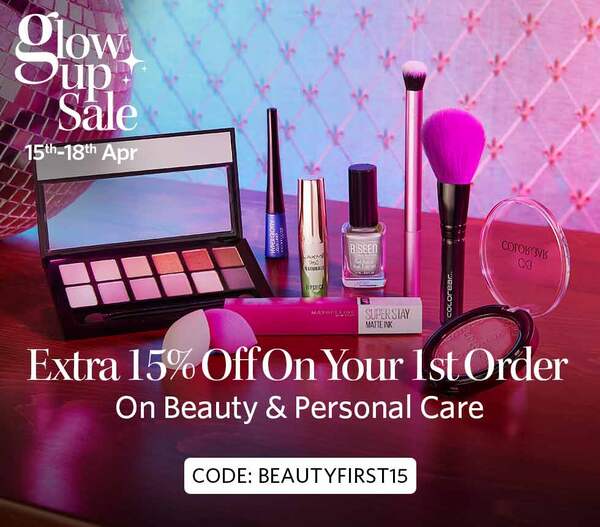 glow
up
Sale
15th-18th Apr
B.SEEN
LAKMÉ
MAYBELLINE
SUPER STAY
MATTE INK
COLORBAR
COLORBAR
Extra 15% Off On Your 1st Order
On Beauty & Personal Care
CODE: BEAUTYFIRST15